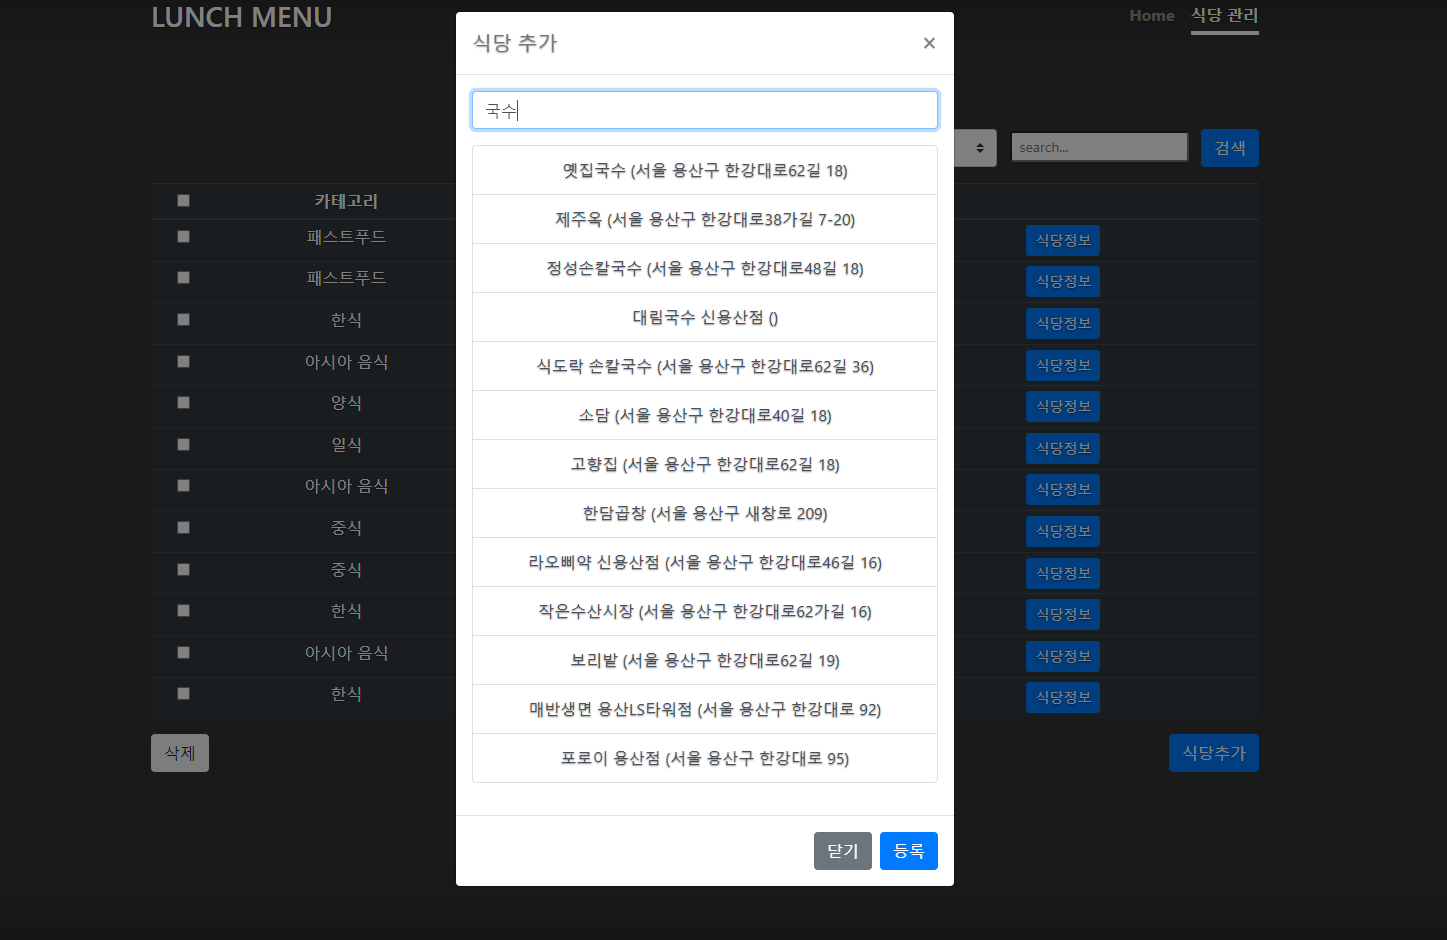 LUNCH MENU
Home 식당 관리
식당 추가 ×
국수
search... 검색
옛집국수 (서울 용산구 한강대로62길 18)
제주옥 (서울 용산구 한강대로38가길 7-20)
정성손칼국수 (서울 용산구 한강대로48길 18)
대림국수 신용산점 ()
식도락 손칼국수 (서울 용산구 한강대로62길 36)
소담 (서울 용산구 한강대로40길 18)
고향집 (서울 용산구 한강대로62길 18)
한담곱창 (서울 용산구 새창로 209)
라오삐약 신용산점 (서울 용산구 한강대로46길 16)
작은수산시장 (서울 용산구 한강대로62가길 16)
보리밭 (서울 용산구 한강대로62길 19)
매반생면 용산LS타워점 (서울 용산구 한강대로 92)
포로이 용산점 (서울 용산구 한강대로 95)
닫기 등록
카테고리
패스트푸드 식당정보
패스트푸드 식당정보
한식 식당정보
아시아 음식 식당정보
양식 식당정보
일식 식당정보
아시아 음식 식당정보
중식 식당정보
중식 식당정보
한식 식당정보
아시아 음식 식당정보
한식 식당정보
삭제 식당추가